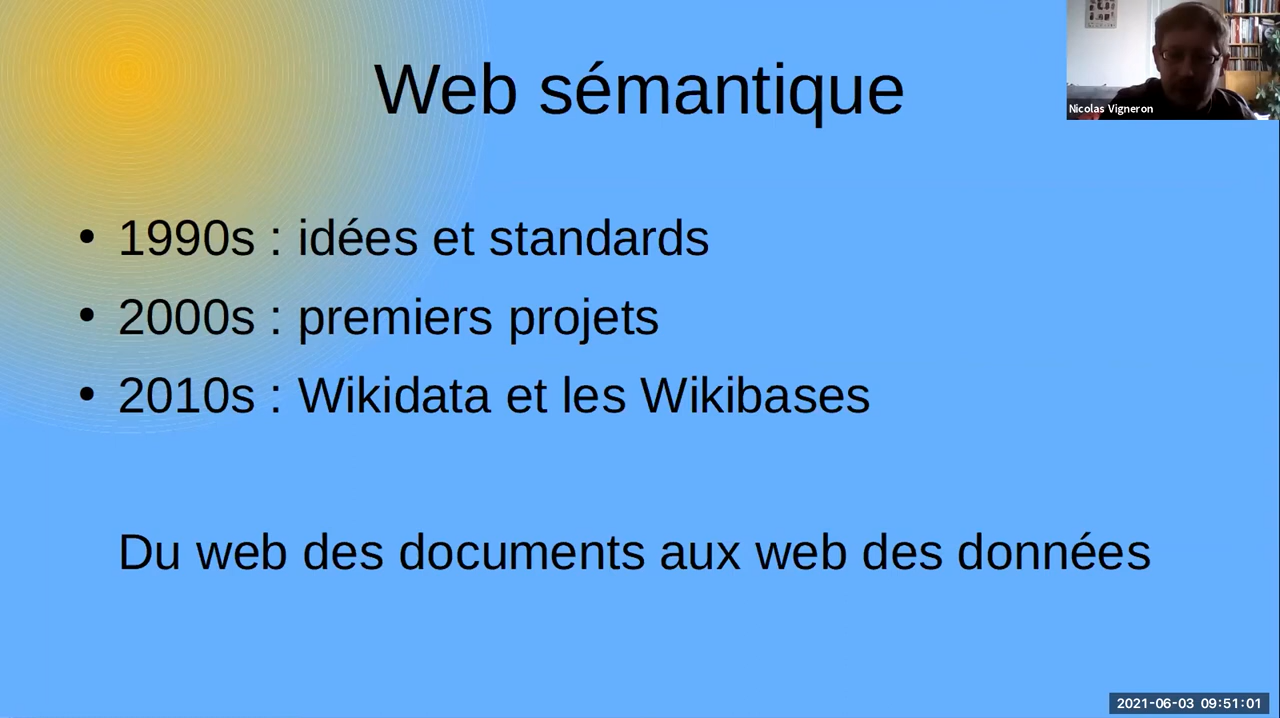 Web sémantique
Nicolas Vigneron
• 1990s : idées et standards
• 2000s : premiers projets
• 2010s : Wikidata et les Wikibases
Du web des documents aux web des données
2021-06-03 09:51:01